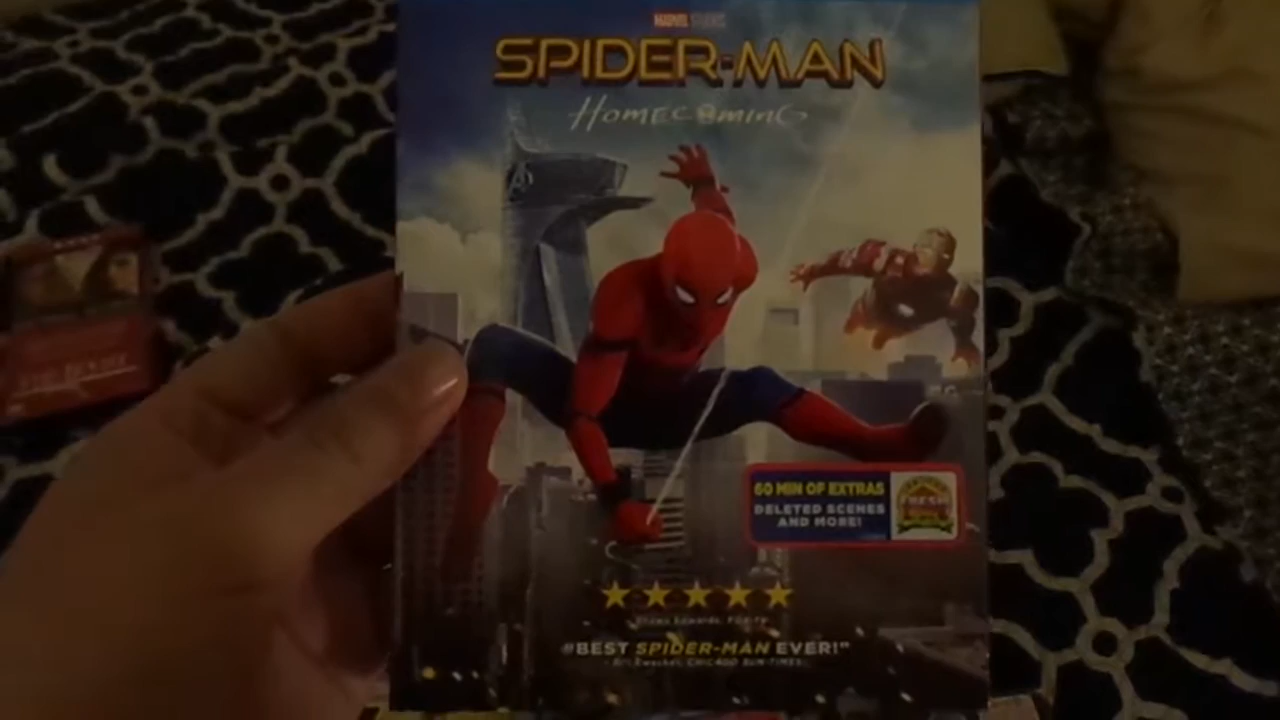 MARVEL STUDIOS
SPIDER-MAN
HOMECOMING
60 MIN OF EXTRAS
DELETED SCENES
AND MORE!
FRESH
"BEST SPIDER-MAN EVER!"
CHICAGO SUN-TIMES